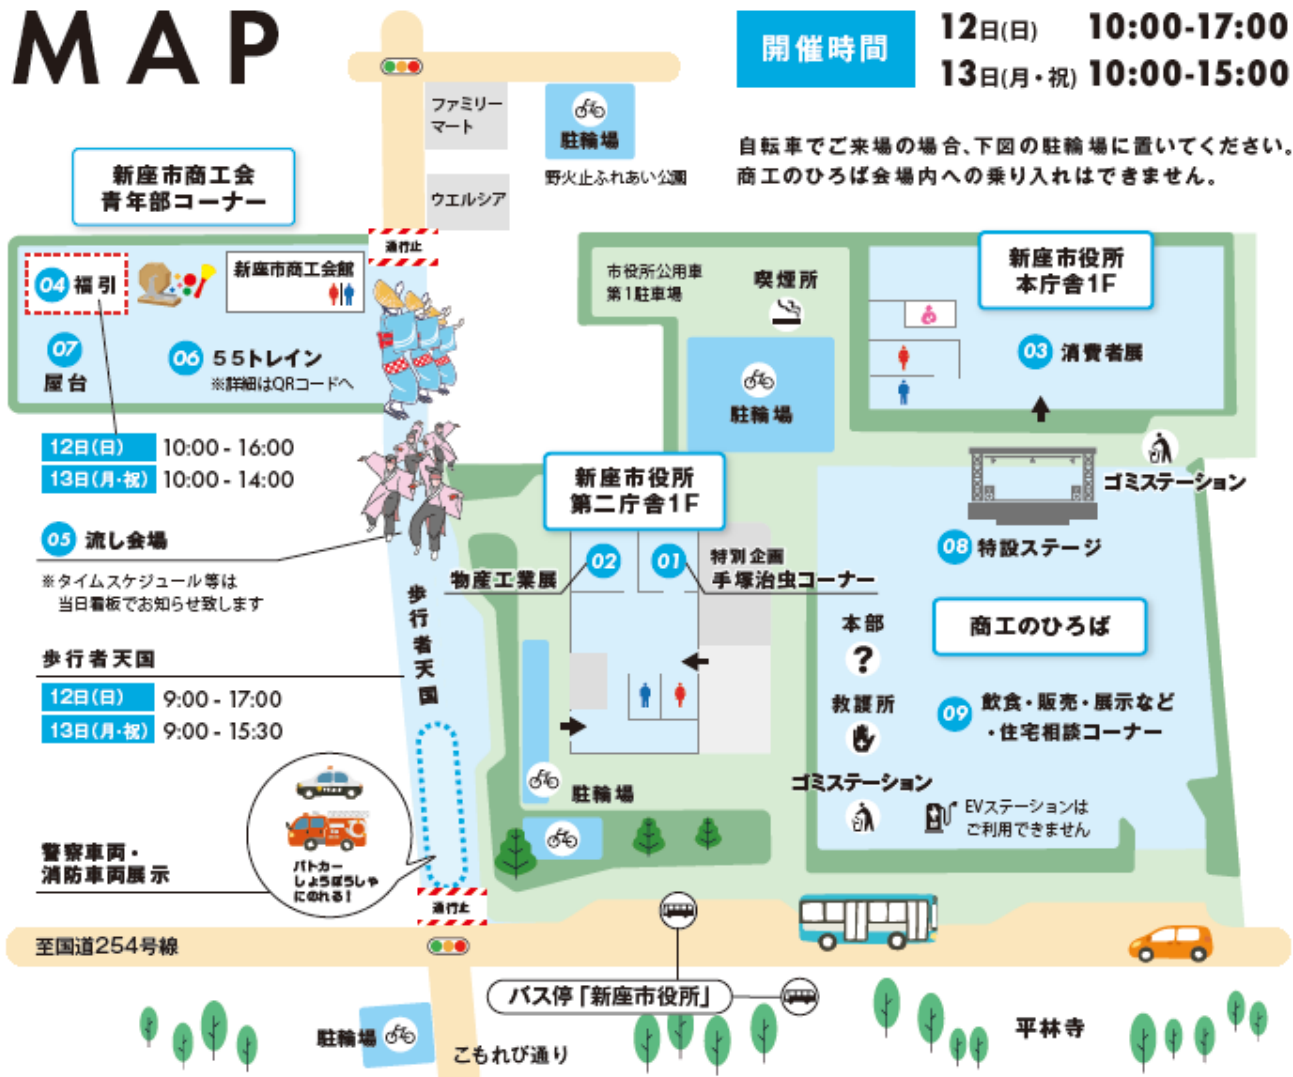 MAP
開催時間
12日(日) 10:00-17:00
13日(月・祝) 10:00-15:00
自転車でご来場の場合、下図の駐輪場に置いてください。
商工のひろば会場内への乗り入れはできません。
ファミリー
マート
駐輪場
野火止ふれあい公園
ウエルシア
新座市商工会
青年部コーナー
通行止
04 福引
新座市商工会館
07
屋台
06 55トレイン
※詳細はQRコードへ
12日(日) 10:00 - 16:00
13日(月・祝) 10:00 - 14:00
05 流し会場
※タイムスケジュール等は
当日看板でお知らせ致します
歩行者天国
12日(日) 9:00 - 17:00
13日(月・祝) 9:00 - 15:30
歩行者天国
警察車両・
消防車両展示
パトカー
しょうぼうしゃ
にのれる!
通行止
市役所公用車
第1駐車場
喫煙所
駐輪場
新座市役所
本庁舎1F
03 消費者展
ゴミステーション
新座市役所
第二庁舎1F
02
物産工業展
01
特別企画
手塚治虫コーナー
08 特設ステージ
商工のひろば
本部
?
救護所
09 飲食・販売・展示など
・住宅相談コーナー
ゴミステーション
EVステーションは
ご利用できません
駐輪場
至国道254号線
バス停「新座市役所」
駐輪場
こもれび通り
平林寺